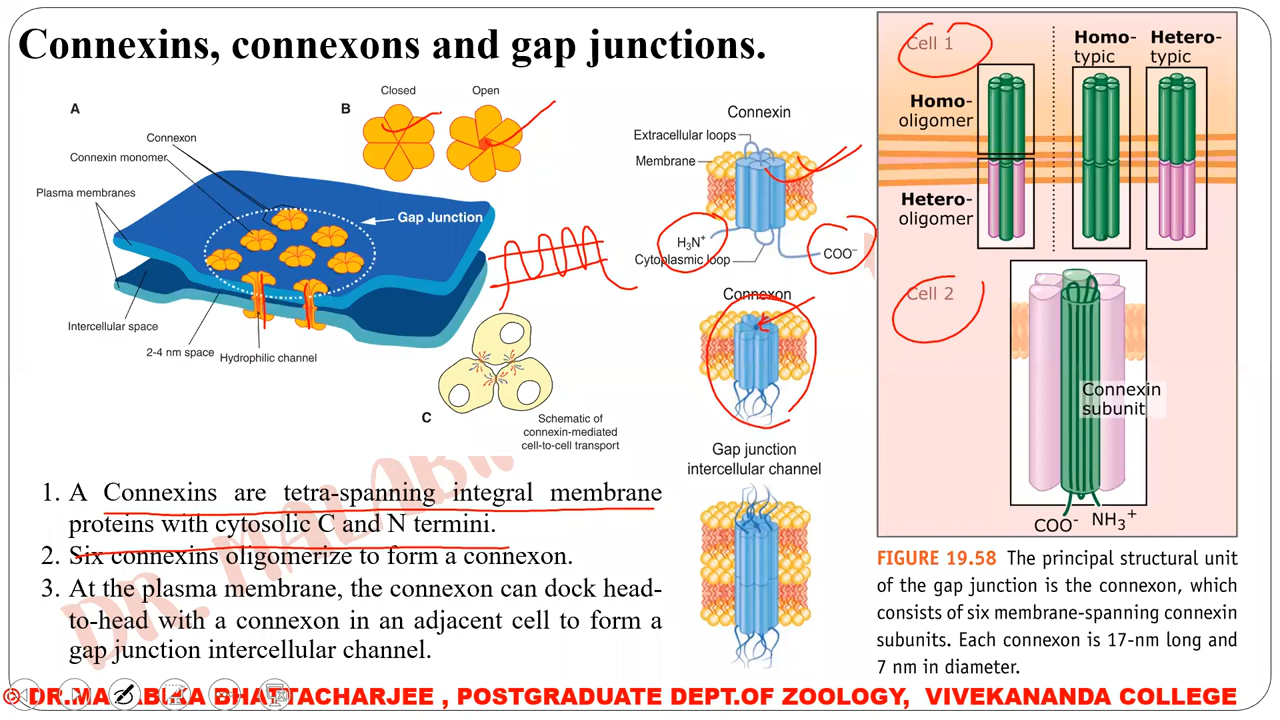 Connexins, connexons and gap junctions.
A
Connexon
Connexin monomer
Plasma membranes
Gap Junction
Intercellular space
2-4 nm space
Hydrophilic channel
B
Closed
Open
C
Schematic of
connexin-mediated
cell-to-cell transport
Connexin
Extracellular loops
Membrane
H₃N⁺
Cytoplasmic loop
COO⁻
Connexon
Gap junction
intercellular channel
Cell 1
Homo-
typic
Hetero-
typic
Homo-
oligomer
Hetero-
oligomer
Cell 2
Connexin
subunit
COO⁻ NH₃⁺
FIGURE 19.58 The principal structural unit
of the gap junction is the connexon, which
consists of six membrane-spanning connexin
subunits. Each connexon is 17-nm long and
7 nm in diameter.
1. A Connexins are tetra-spanning integral membrane
proteins with cytosolic C and N termini.
2. Six connexins oligomerize to form a connexon.
3. At the plasma membrane, the connexon can dock head-
to-head with a connexon in an adjacent cell to form a
gap junction intercellular channel.
DR. MALABI
© DR.MALABIKA BHATTACHARJEE , POSTGRADUATE DEPT.OF ZOOLOGY, VIVEKANANDA COLLEGE